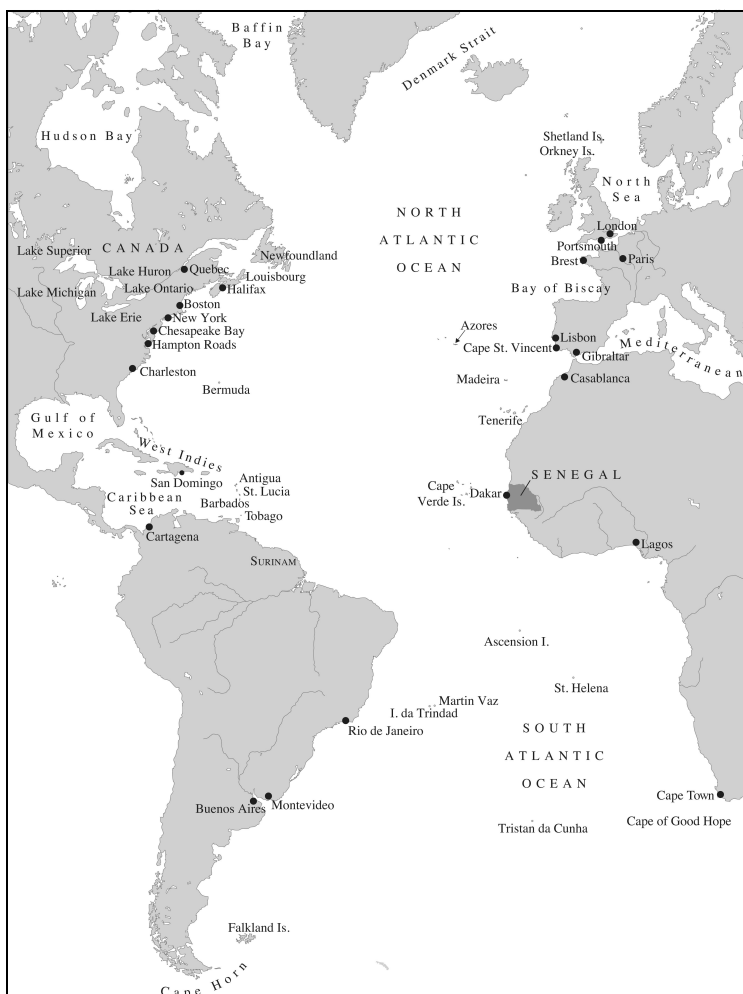 Baffin
Bay
Denmark Strait
Hudson Bay
Shetland Is.
Orkney Is.
North
Sea
NORTH
ATLANTIC
OCEAN
London
Portsmouth
Brest
Paris
Lake Superior
CANADA
Newfoundland
Lake Huron
Quebec
Louisbourg
Lake Michigan
Lake Ontario
Halifax
Bay of Biscay
Boston
Lake Erie
New York
Chesapeake Bay
Hampton Roads
Azores
Lisbon
Cape St. Vincent
Gibraltar
Mediterranean
Charleston
Bermuda
Madeira
Casablanca
Gulf of
Mexico
West Indies
Tenerife
San Domingo
Antigua
St. Lucia
Caribbean
Sea
Barbados
Tobago
Cape
Verde Is.
Dakar
SENEGAL
Cartagena
Lagos
SURINAM
Ascension I.
St. Helena
Martin Vaz
I. da Trindad
Rio de Janeiro
SOUTH
ATLANTIC
OCEAN
Buenos Aires
Montevideo
Cape Town
Tristan da Cunha
Cape of Good Hope
Falkland Is.
Cape Horn